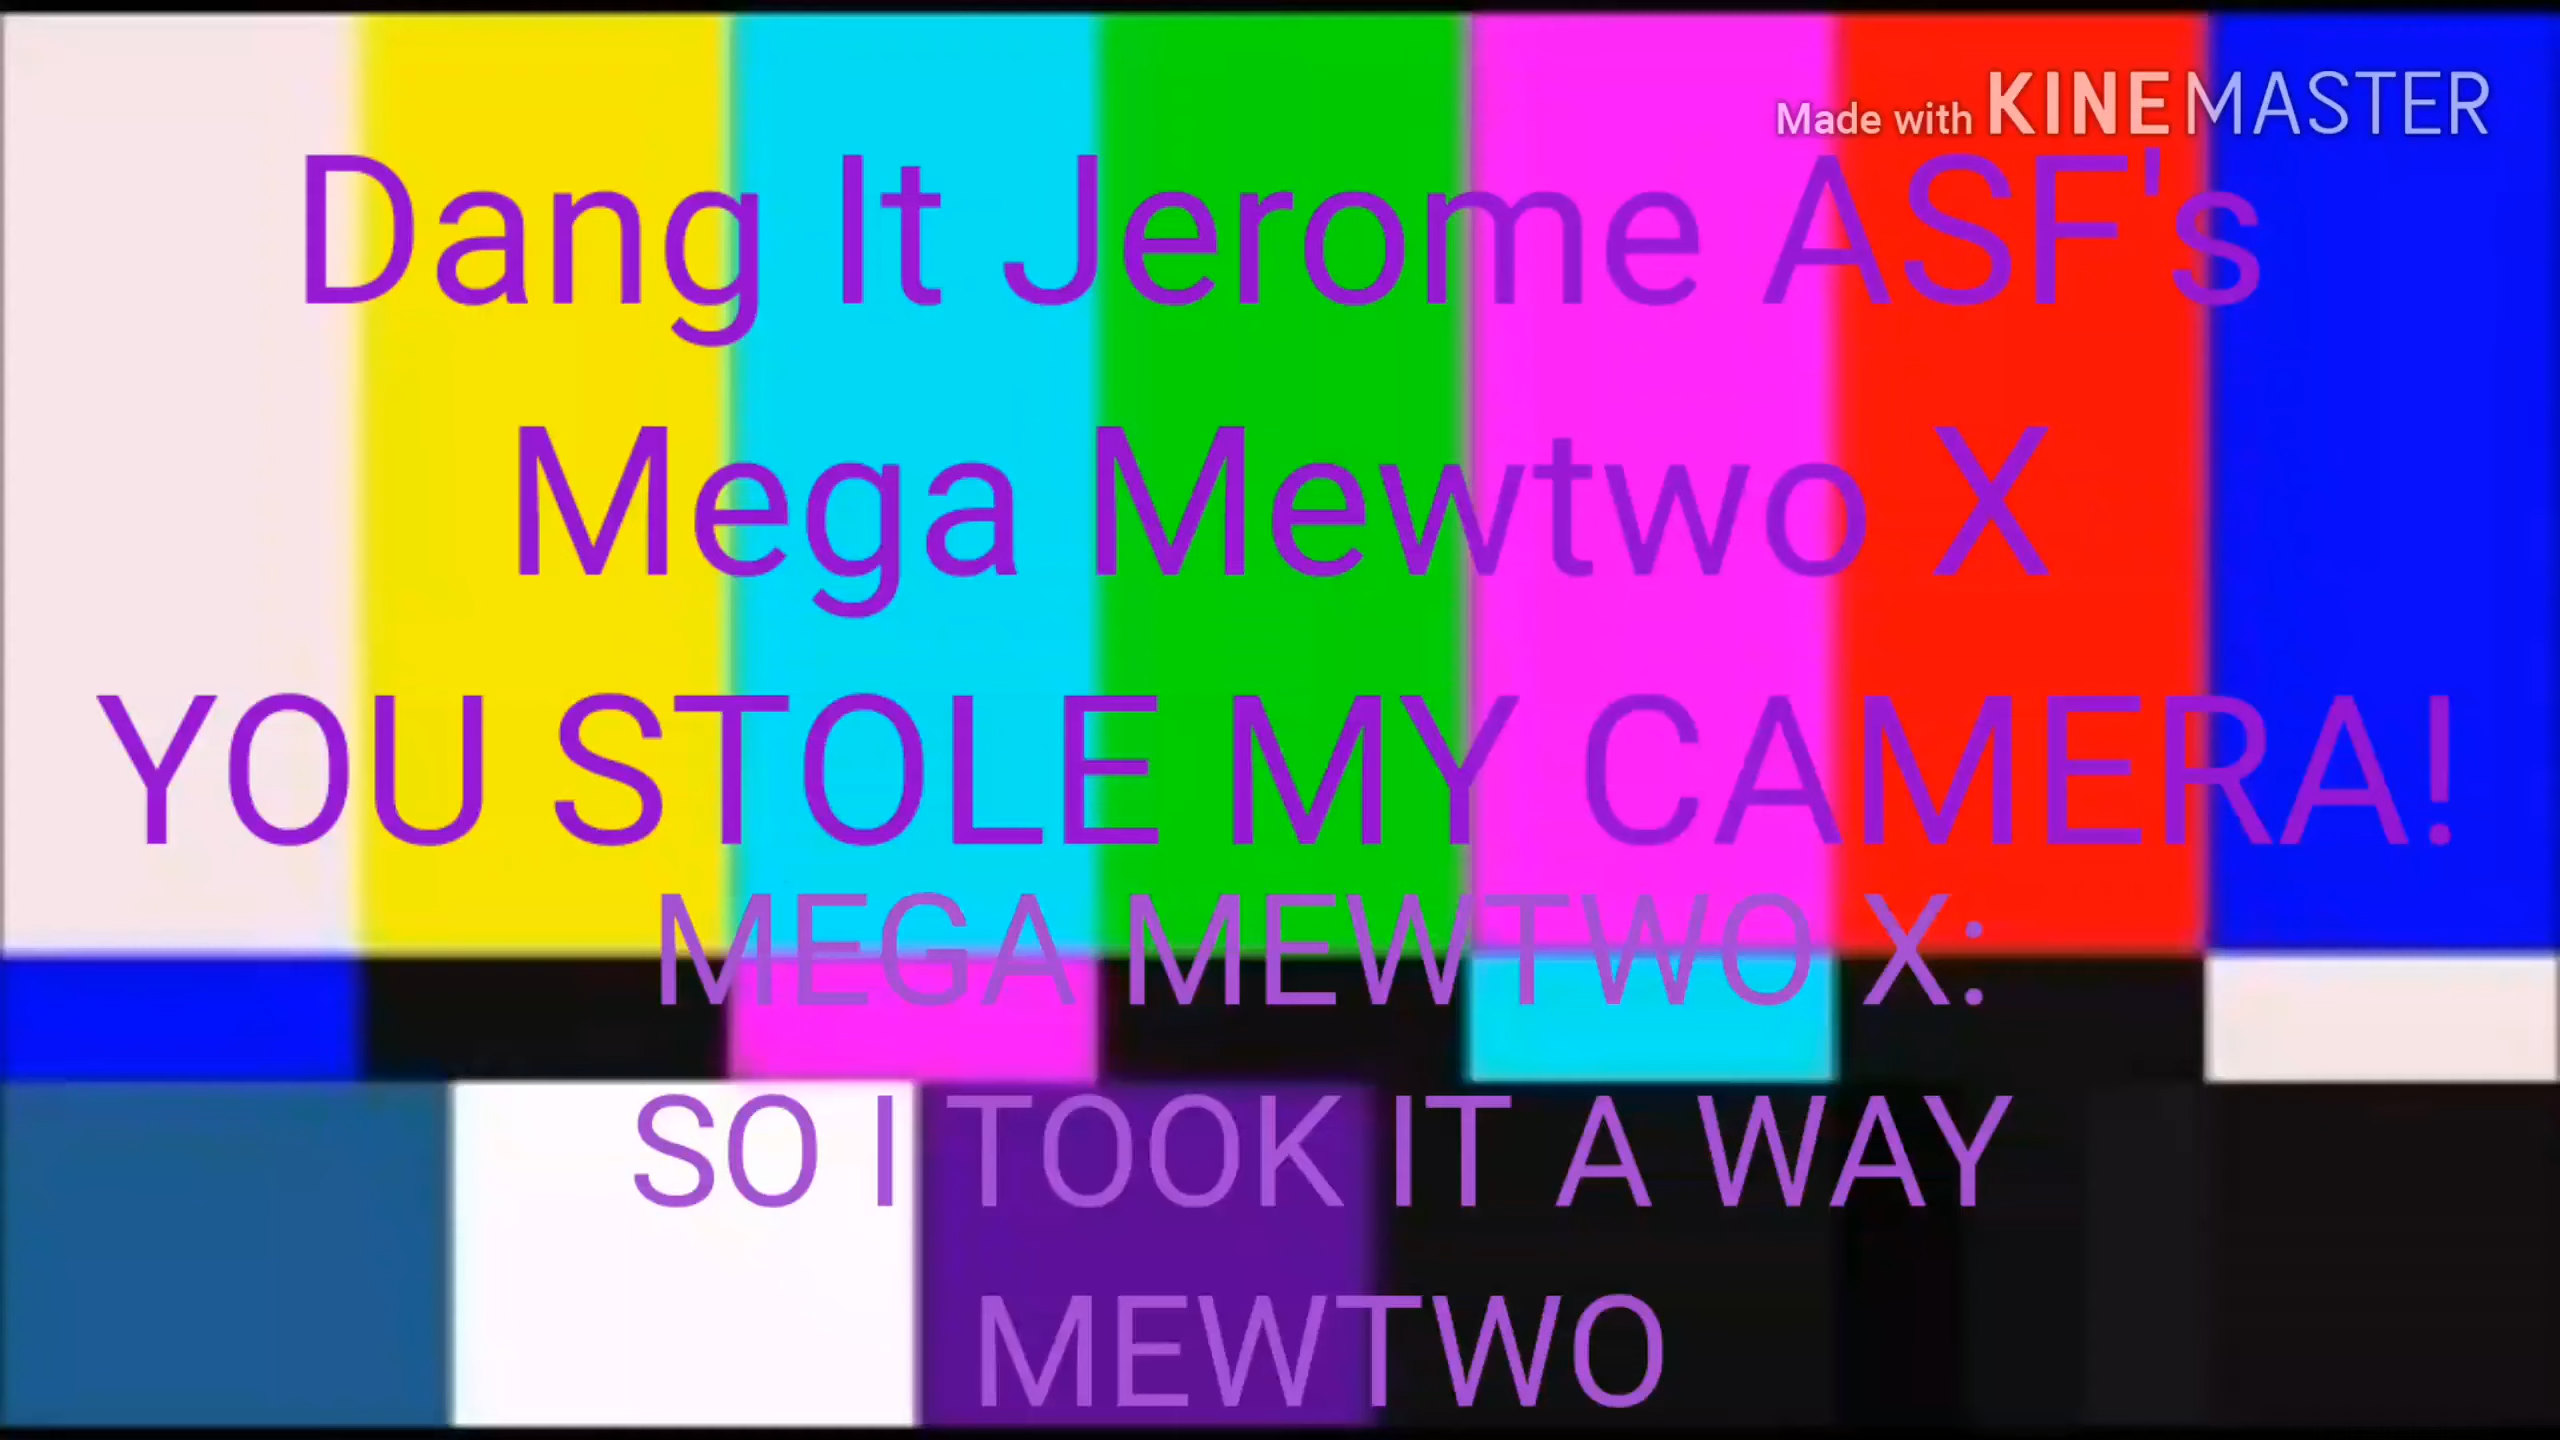 Made with KINEMASTER
Dang It Jerome ASF's
Mega Mewtwo X
YOU STOLE MY CAMERA!
MEGA MEWTWO X:
SO I TOOK IT A WAY
MEWTWO